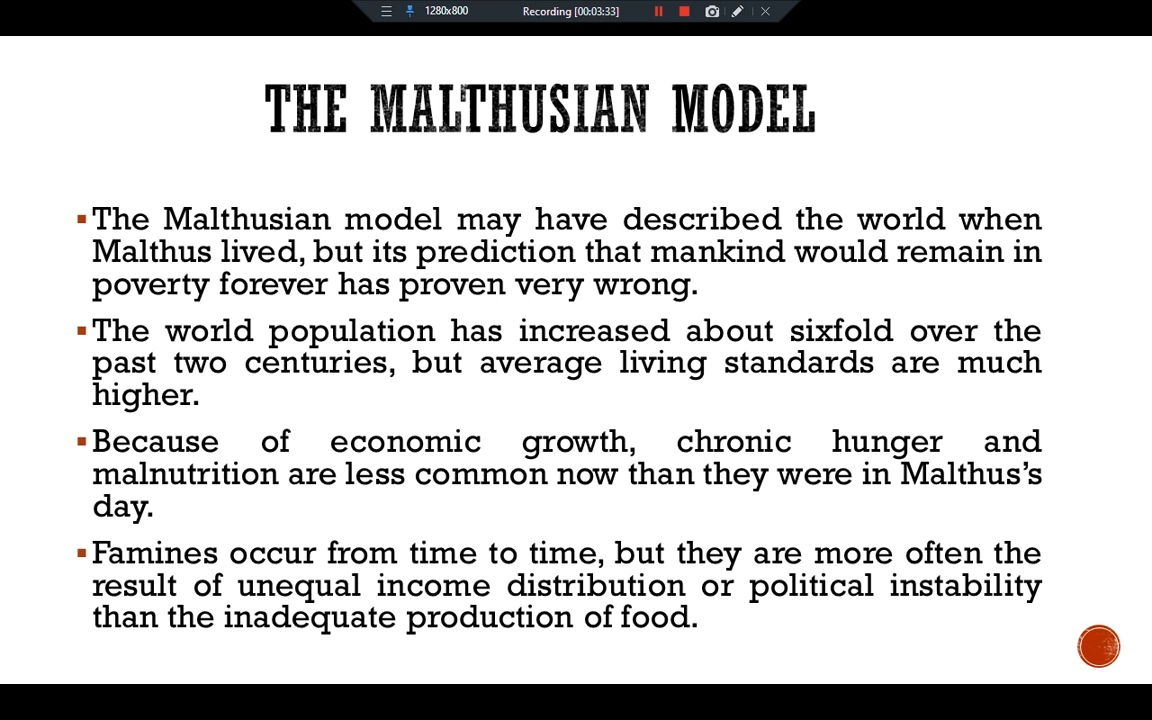 1280x800
Recording [00:03:33]
THE MALTHUSIAN MODEL
▪The Malthusian model may have described the world when
Malthus lived, but its prediction that mankind would remain in
poverty forever has proven very wrong.
▪The world population has increased about sixfold over the
past two centuries, but average living standards are much
higher.
▪Because of economic growth, chronic hunger and
malnutrition are less common now than they were in Malthus’s
day.
▪Famines occur from time to time, but they are more often the
result of unequal income distribution or political instability
than the inadequate production of food.